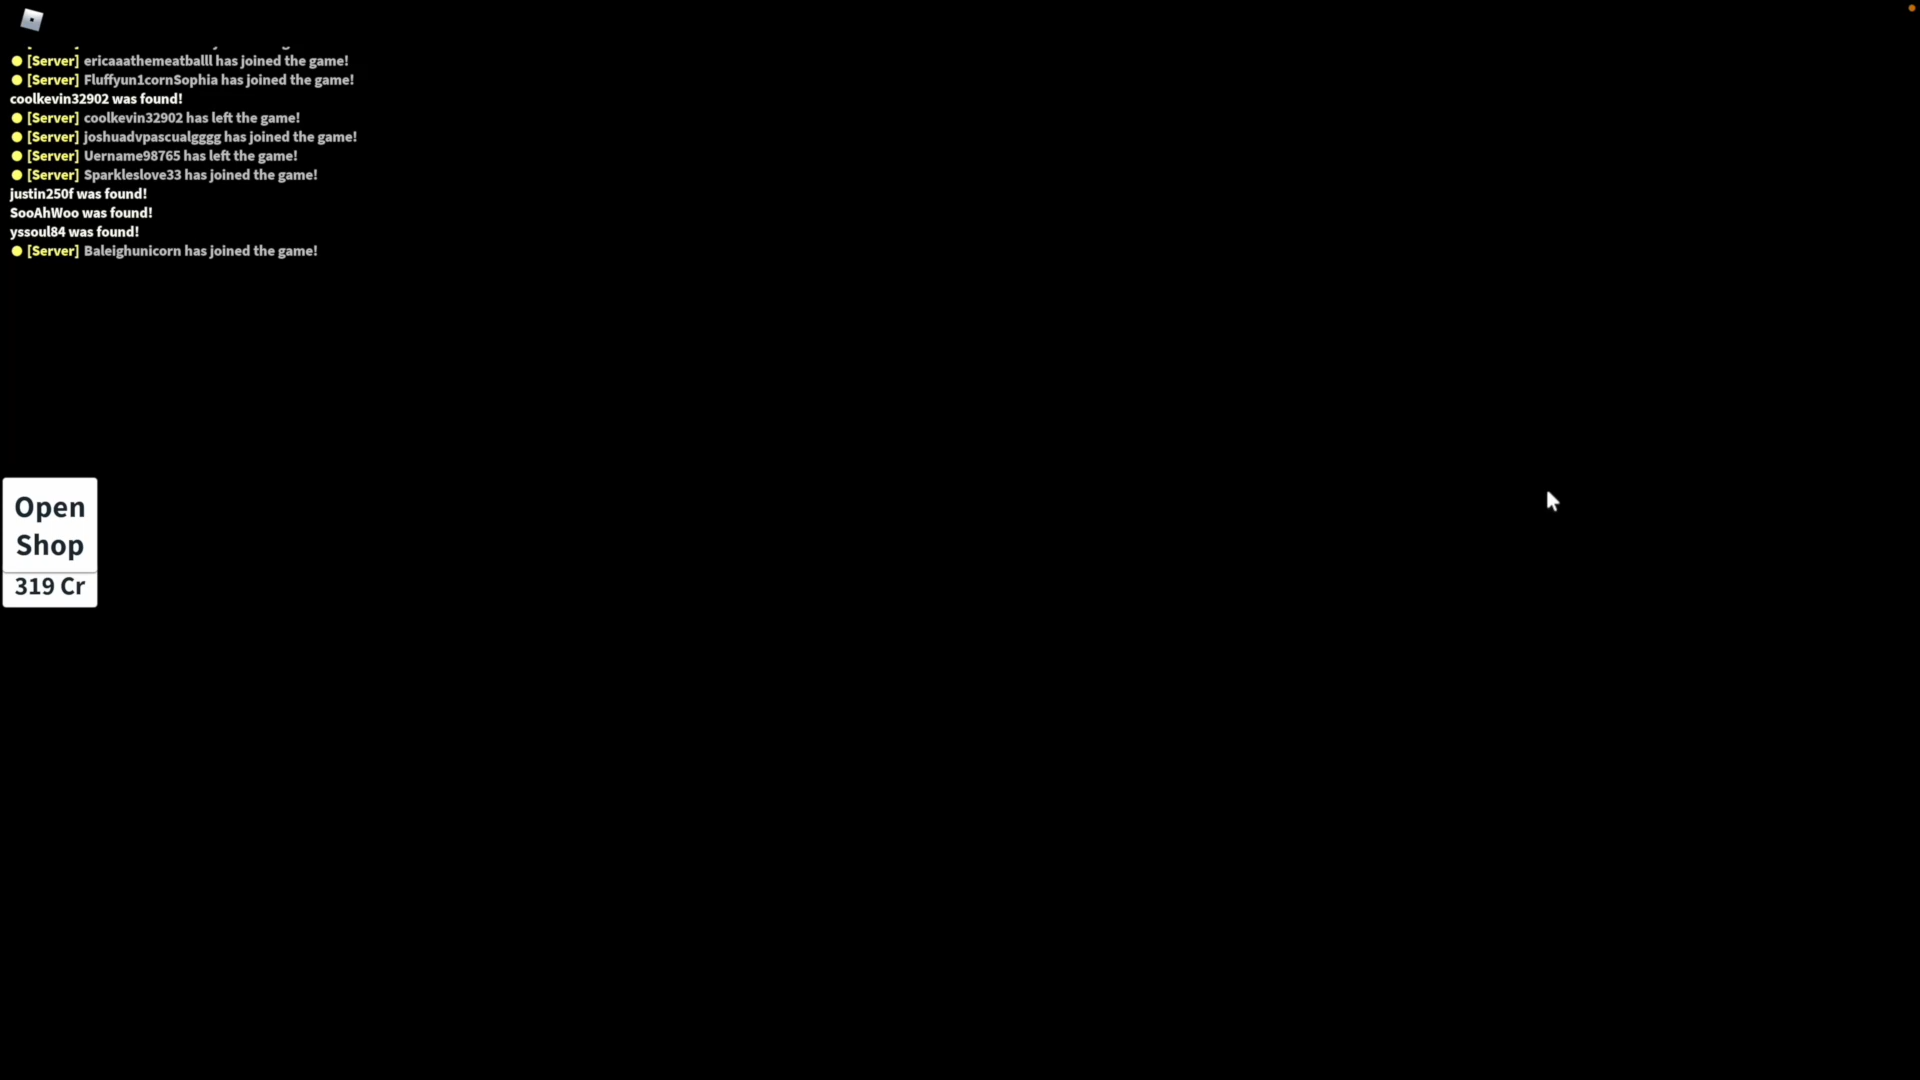 [Server] ericaaathemeatballl has joined the game!
[Server] Fluffyun1cornSophia has joined the game!
coolkevin32902 was found!
[Server] coolkevin32902 has left the game!
[Server] joshuadvpascualgggg has joined the game!
[Server] Uername98765 has left the game!
[Server] Sparkleslove33 has joined the game!
justin250f was found!
SooAhWoo was found!
yssoul84 was found!
[Server] Baleighunicorn has joined the game!
Open
Shop
319 Cr